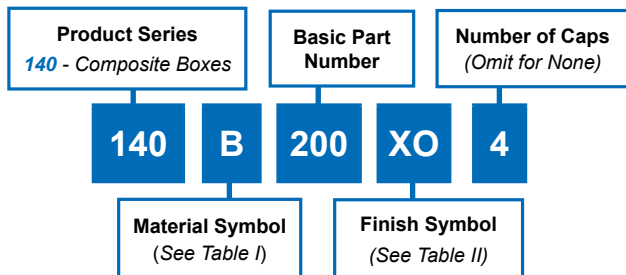 Product Series
140 - Composite Boxes
Basic Part
Number
Number of Caps
(Omit for None)
140 B 200 XO 4
Material Symbol
(See Table I)
Finish Symbol
(See Table II)